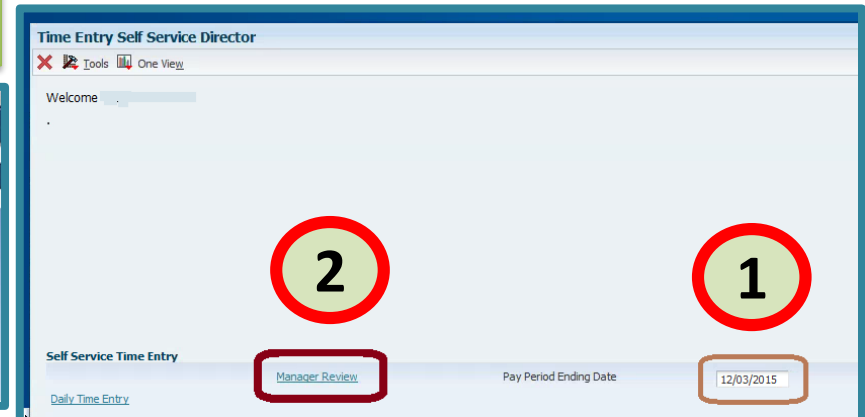 Time Entry Self Service Director
Tools One View
Welcome
.
2
1
Self Service Time Entry
Manager Review Pay Period Ending Date 12/03/2015
Daily Time Entry